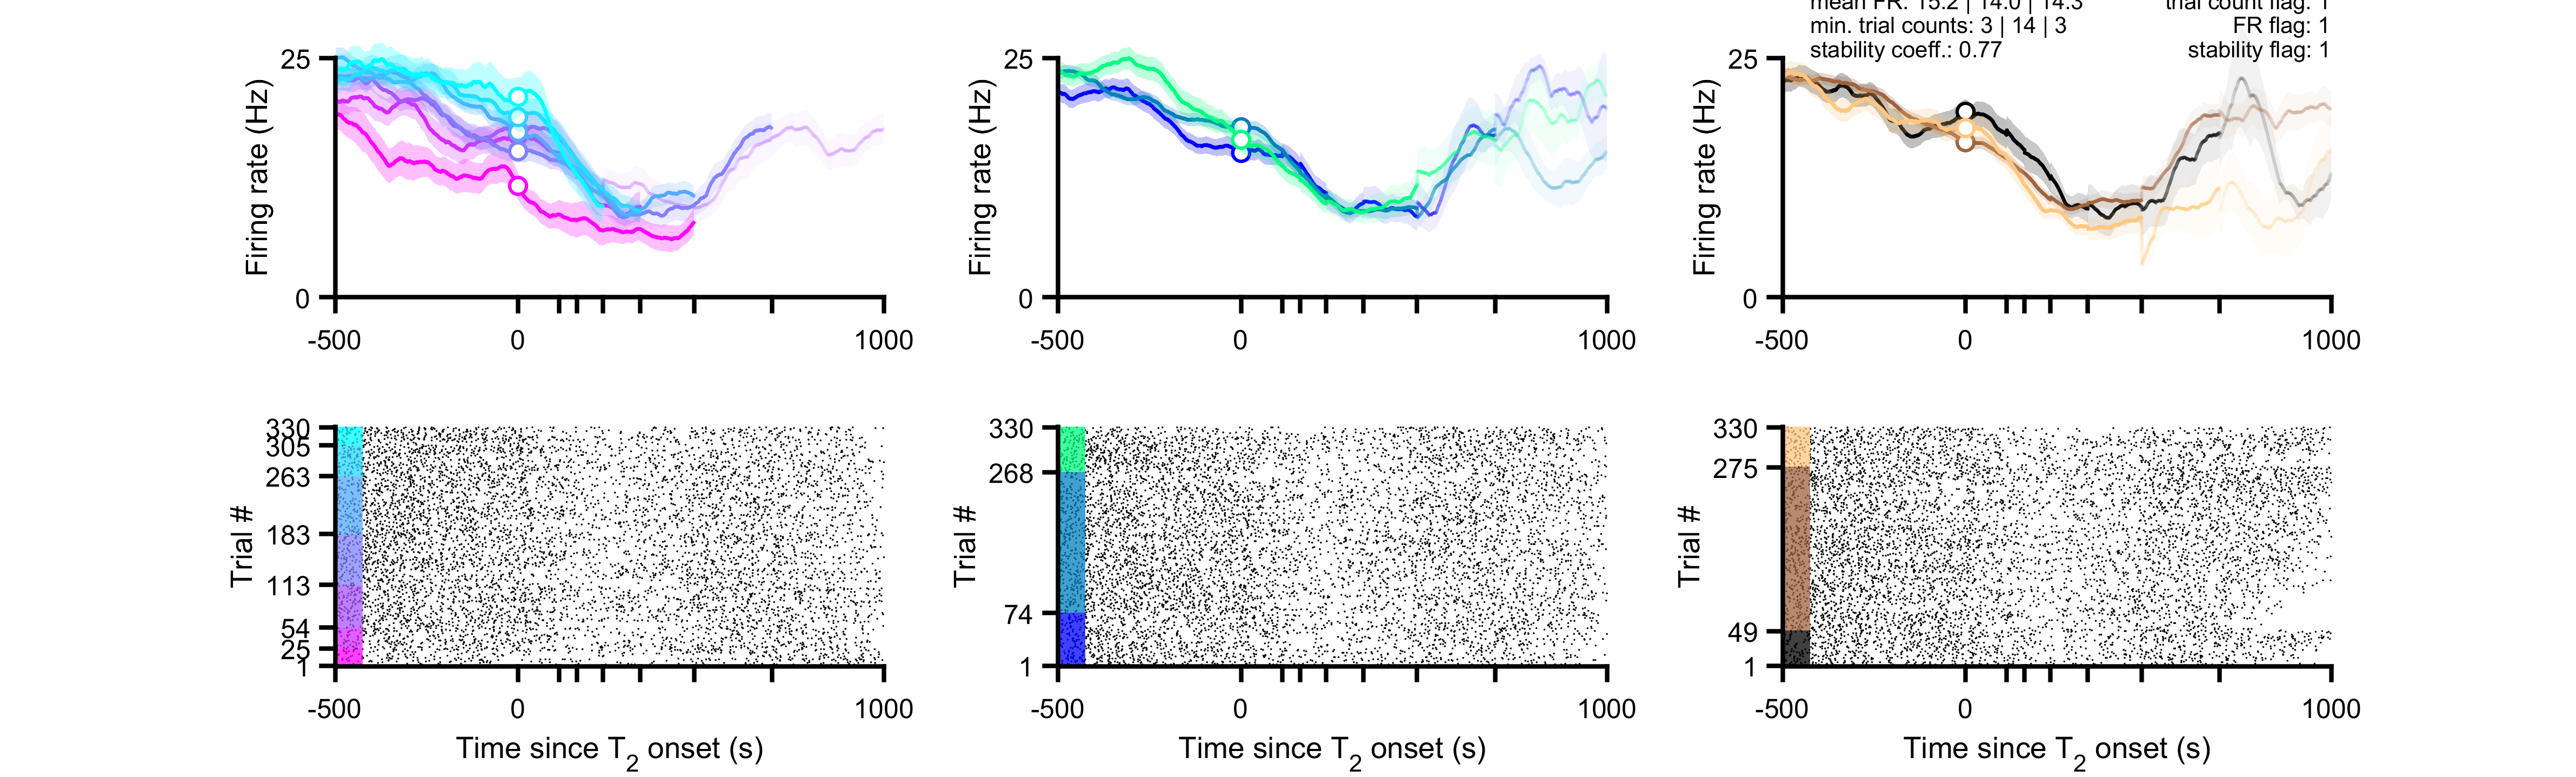 mean FR: 15.2 | 14.0 | 14.3
trial count flag: 1
min. trial counts: 3 | 14 | 3
FR flag: 1
stability coeff.: 0.77
stability flag: 1
Firing rate (Hz)
25
0
-500
0
1000
Firing rate (Hz)
25
0
-500
0
1000
Firing rate (Hz)
25
0
-500
0
1000
Trial #
330
305
263
183
113
54
25
1
-500
0
1000
Time since T2 onset (s)
Trial #
330
268
74
1
-500
0
1000
Time since T2 onset (s)
Trial #
330
275
49
1
-500
0
1000
Time since T2 onset (s)